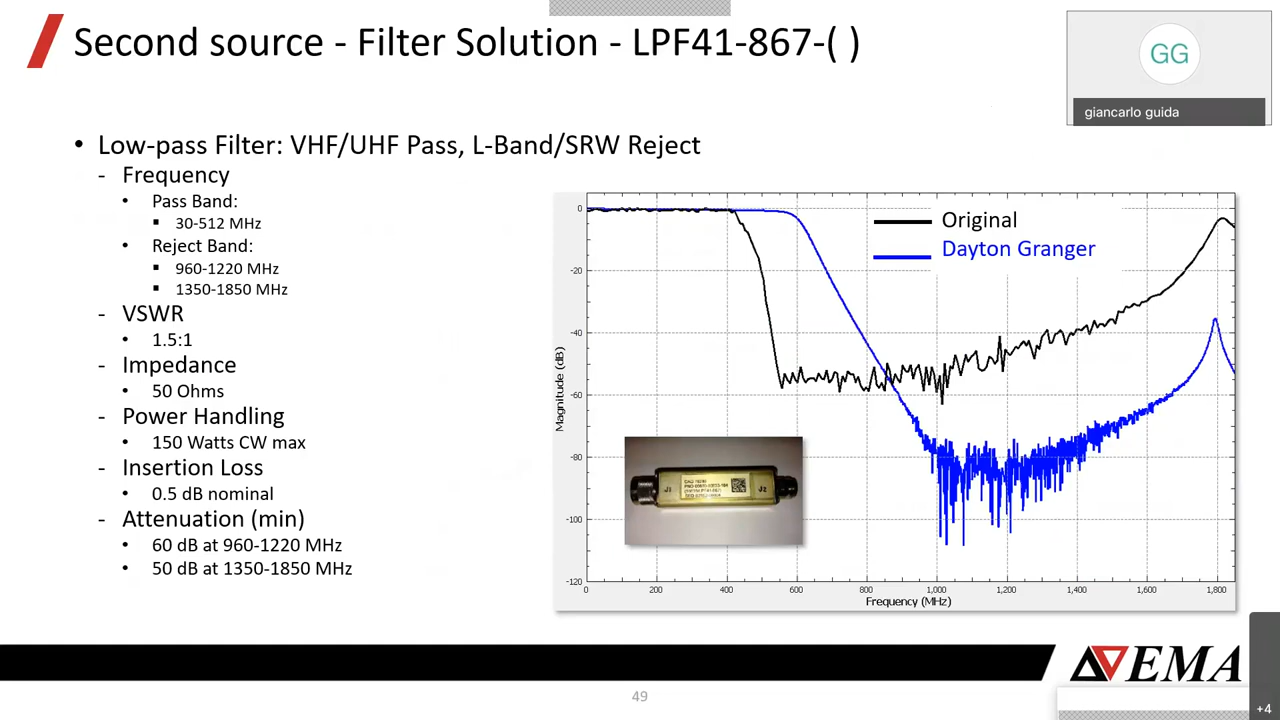 Second source - Filter Solution - LPF41-867-( )
GG
giancarlo guida
• Low-pass Filter: VHF/UHF Pass, L-Band/SRW Reject
- Frequency
• Pass Band:
▪ 30-512 MHz
• Reject Band:
▪ 960-1220 MHz
▪ 1350-1850 MHz
- VSWR
• 1.5:1
- Impedance
• 50 Ohms
- Power Handling
• 150 Watts CW max
- Insertion Loss
• 0.5 dB nominal
- Attenuation (min)
• 60 dB at 960-1220 MHz
• 50 dB at 1350-1850 MHz
Original
Dayton Granger
Magnitude (dB)
0
-20
-40
-60
-80
-100
-120
0 200 400 600 800 1,000 1,200 1,400 1,600 1,800
Frequency (MHz)
J1
J2
EMA
49
+4